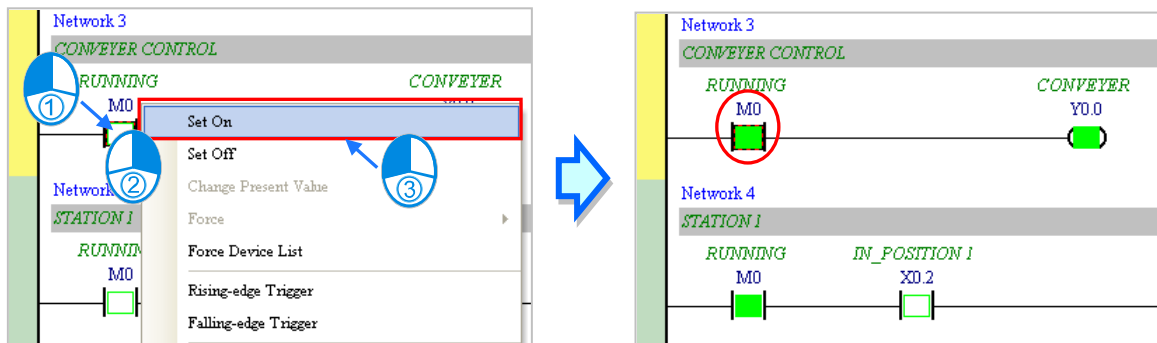 Network 3
CONVEYER CONTROL
RUNNING CONVEYER
M0
①
Set On
Set Off
②
③
Change Present Value
Network
STATION 1
Force
RUNNIN
Force Device List
M0
Rising-edge Trigger
Falling-edge Trigger
Network 3
CONVEYER CONTROL
RUNNING CONVEYER
M0 Y0.0
Network 4
STATION 1
RUNNING IN_POSITION 1
M0 X0.2